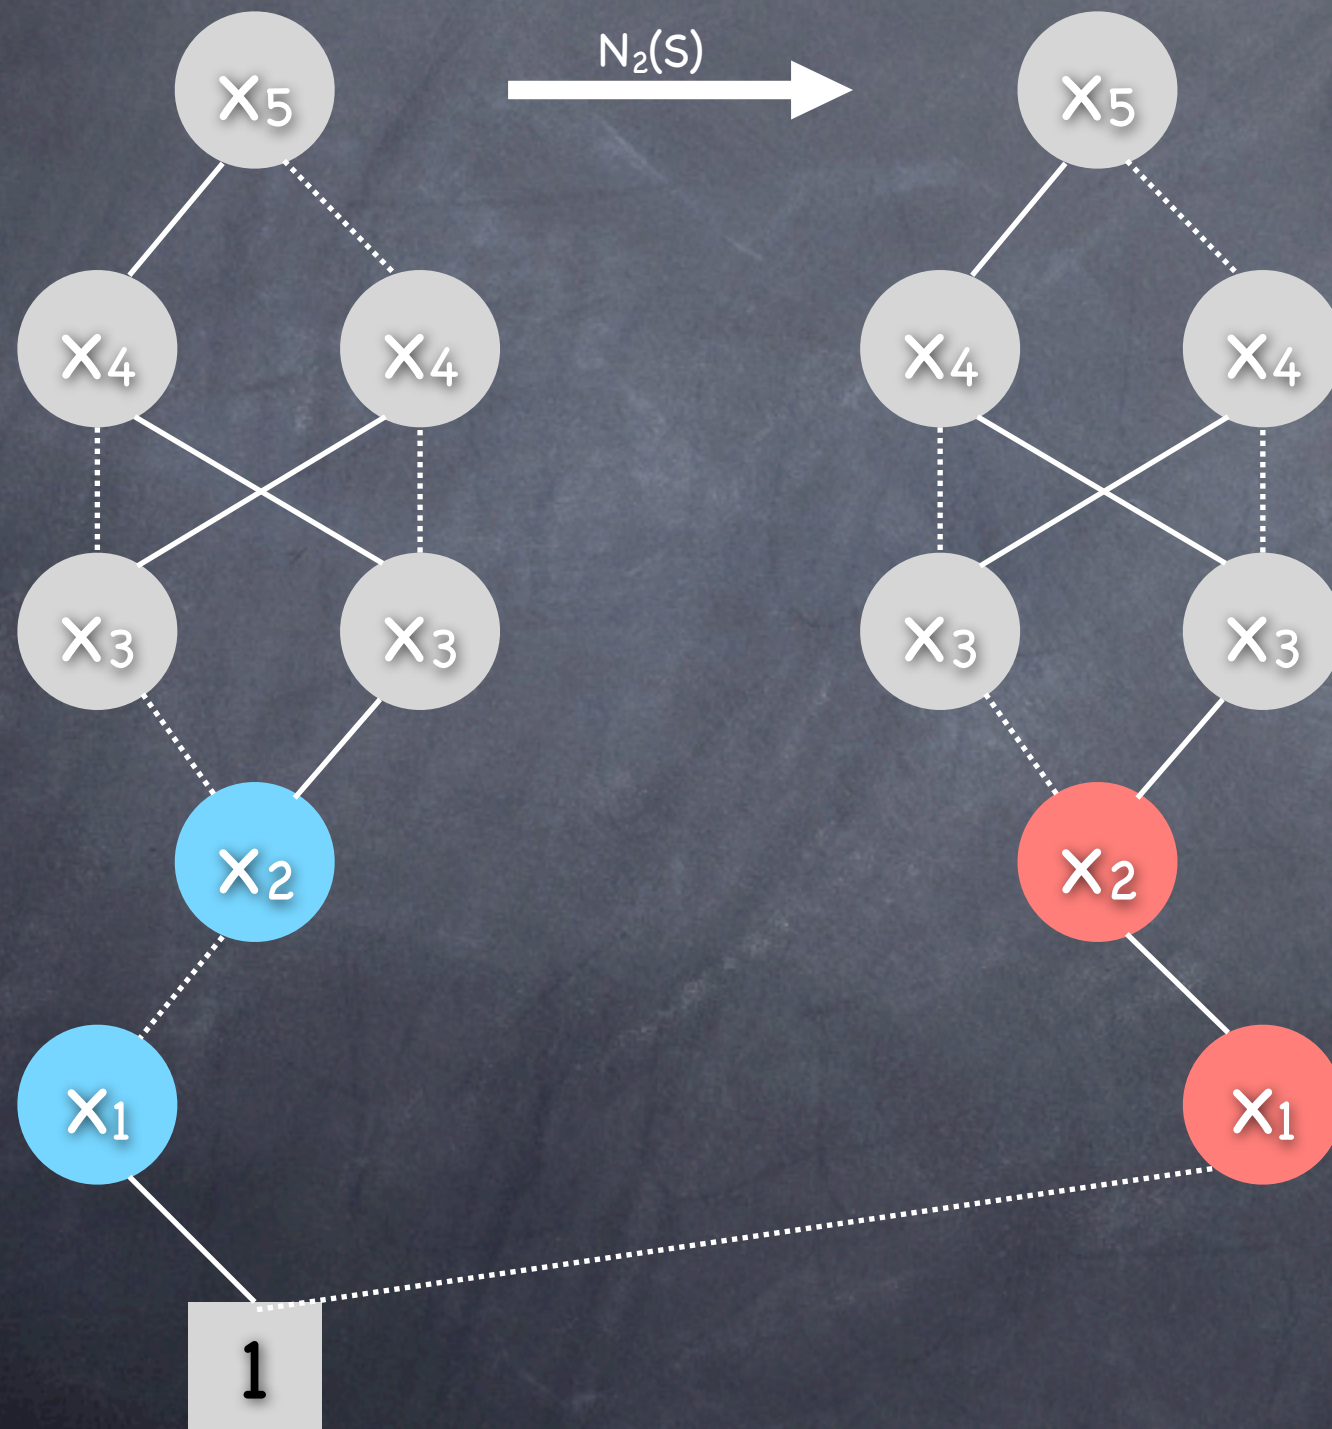 N₂(S)
x₅ x₅
x₄ x₄ x₄ x₄
x₃ x₃ x₃ x₃
x₂ x₂
x₁ x₁
1